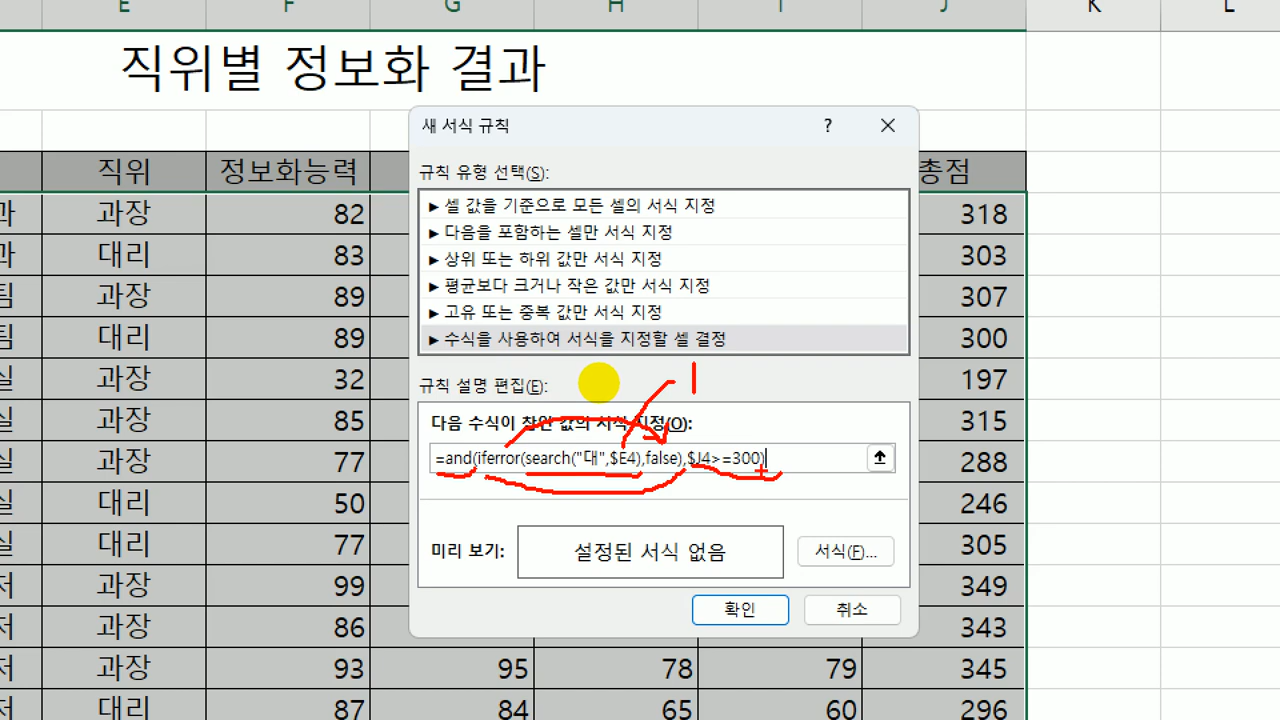 E F G H I J K L
직위별 정보화 결과
새 서식 규칙 ?
직위 정보화능력 총점
규칙 유형 선택(S):
► 셀 값을 기준으로 모든 셀의 서식 지정
► 다음을 포함하는 셀만 서식 지정
► 상위 또는 하위 값만 서식 지정
► 평균보다 크거나 작은 값만 서식 지정
► 고유 또는 중복 값만 서식 지정
► 수식을 사용하여 서식을 지정할 셀 결정
규칙 설명 편집(E):
1
다음 수식이 참인 값의 서식 지정(O):
=and(iferror(search("대",$E4),false),$J4>=300)
미리 보기: 설정된 서식 없음 서식(F)...
확인 취소
과 과장 82 318
과 대리 83 303
팀 과장 89 307
팀 대리 89 300
실 과장 32 197
실 과장 85 315
실 과장 77 288
실 대리 50 246
실 대리 77 305
과장 99 349
과장 86 343
과장 93 95 78 79 345
대리 87 84 65 60 296